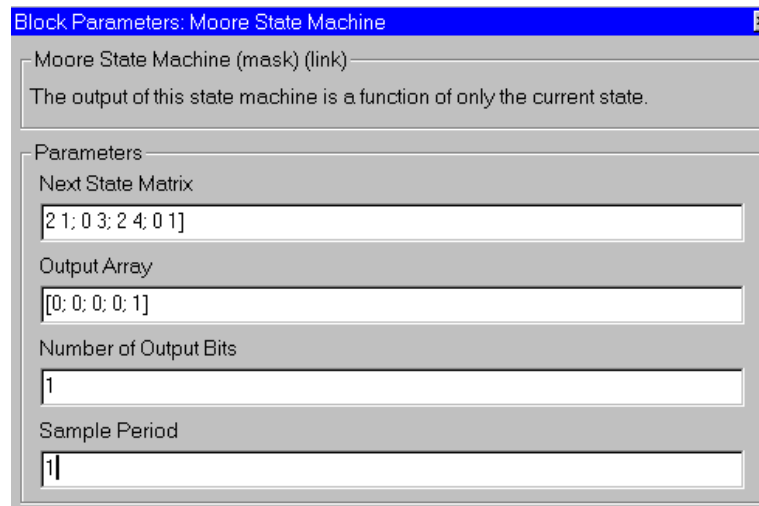 Block Parameters: Moore State Machine
Moore State Machine (mask) (link)
The output of this state machine is a function of only the current state.
Parameters
Next State Matrix
2 1; 0 3; 2 4; 0 1]
Output Array
[0; 0; 0; 0; 1]
Number of Output Bits
1
Sample Period
1